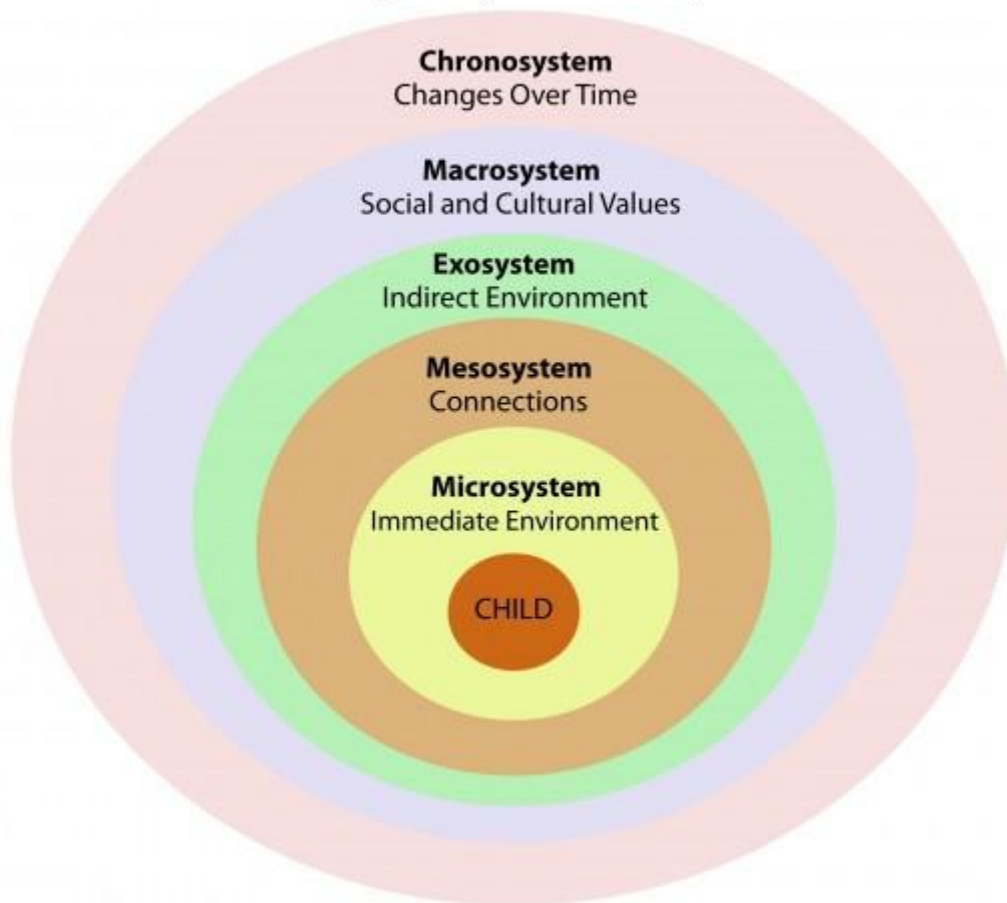 Chronosystem
Changes Over Time
Macrosystem
Social and Cultural Values
Exosystem
Indirect Environment
Mesosystem
Connections
Microsystem
Immediate Environment
CHILD